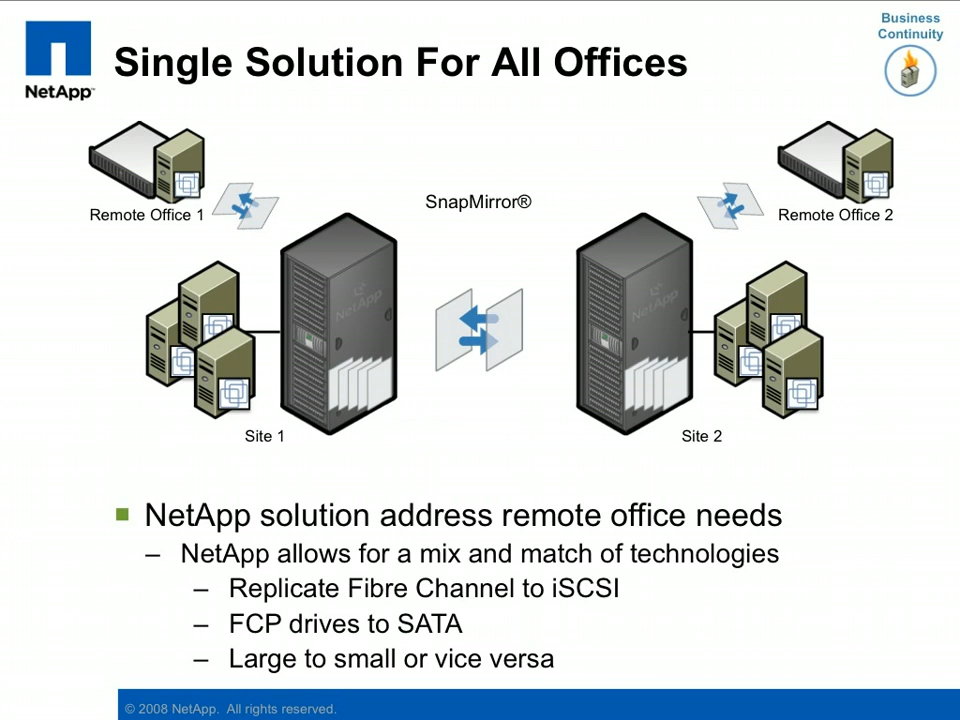 Business
Continuity
NetApp™
Single Solution For All Offices
Remote Office 1
SnapMirror®
Remote Office 2
NetApp
NetApp
Site 1
Site 2
NetApp solution address remote office needs
– NetApp allows for a mix and match of technologies
– Replicate Fibre Channel to iSCSI
– FCP drives to SATA
– Large to small or vice versa
© 2008 NetApp. All rights reserved.